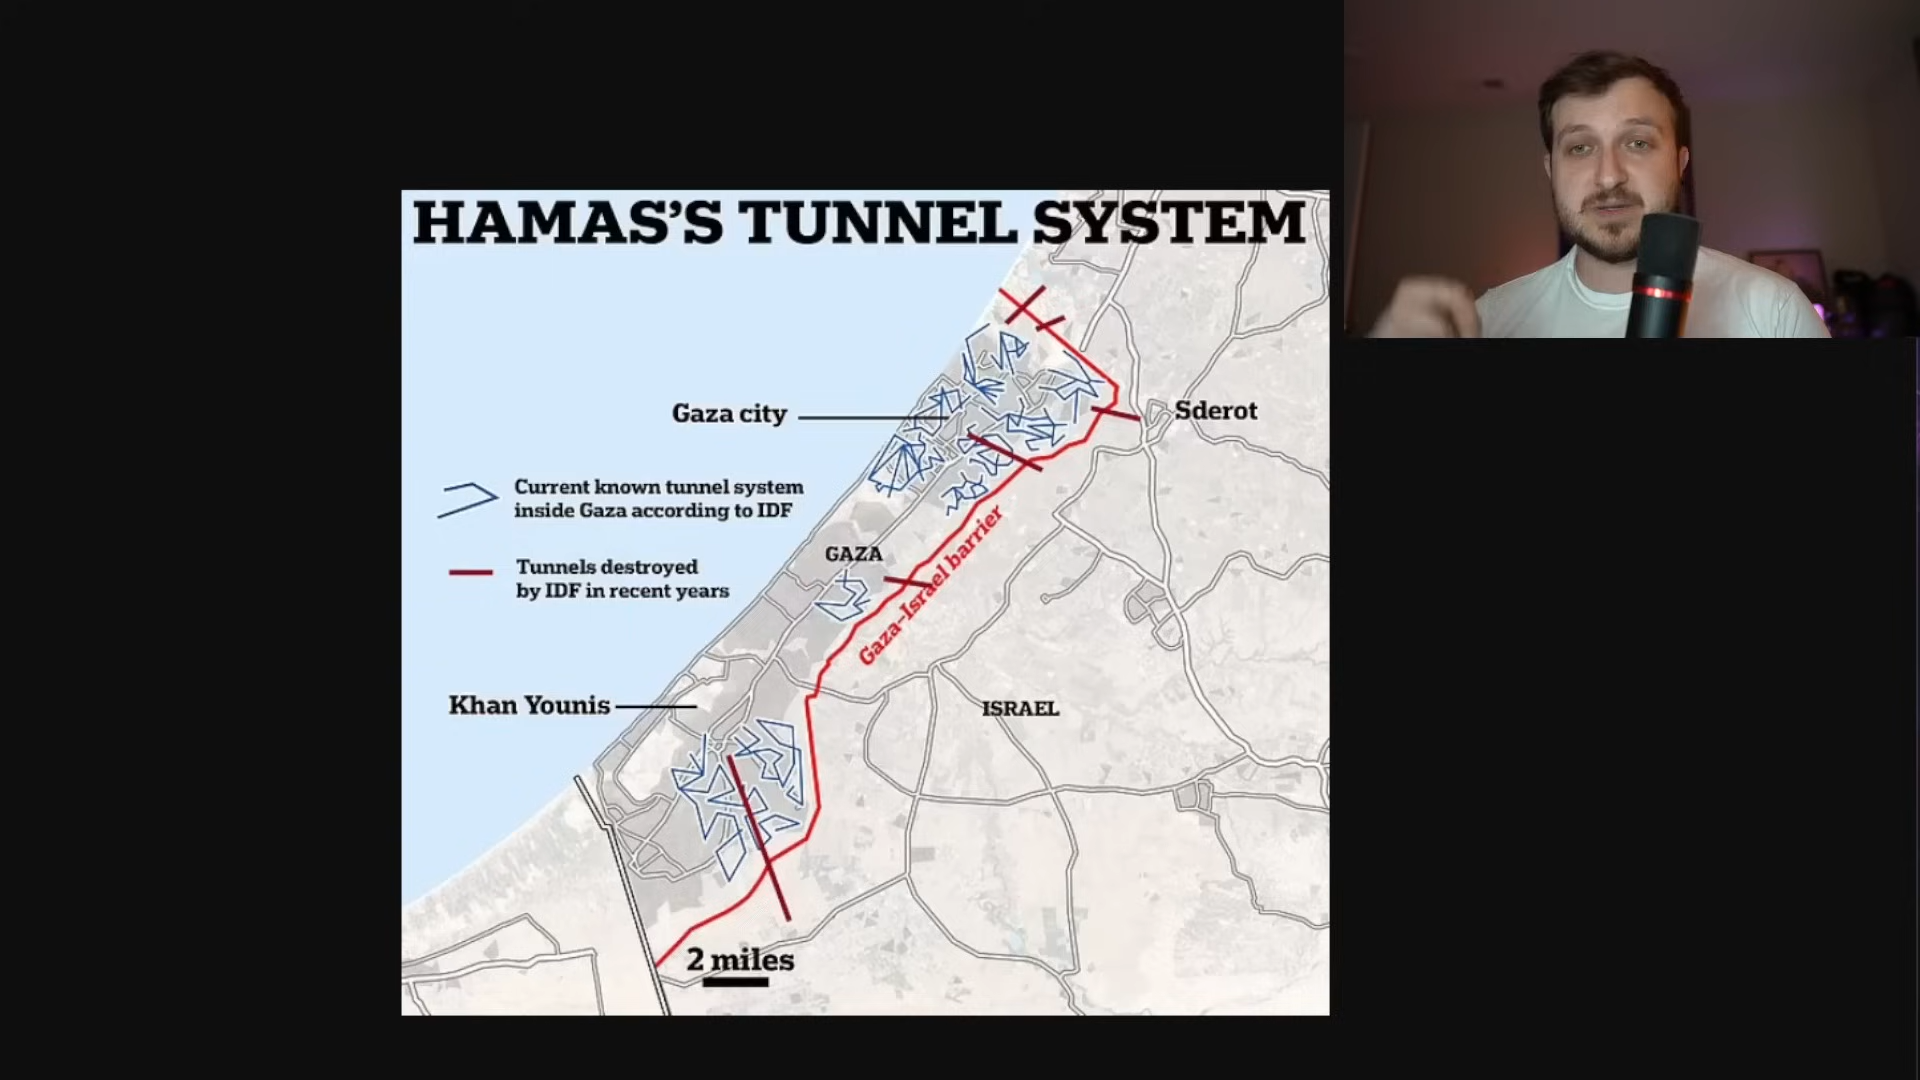 HAMAS'S TUNNEL SYSTEM
Gaza city
Sderot
Current known tunnel system
inside Gaza according to IDF
GAZA
Tunnels destroyed
by IDF in recent years
Gaza-Israel barrier
Khan Younis
ISRAEL
2 miles